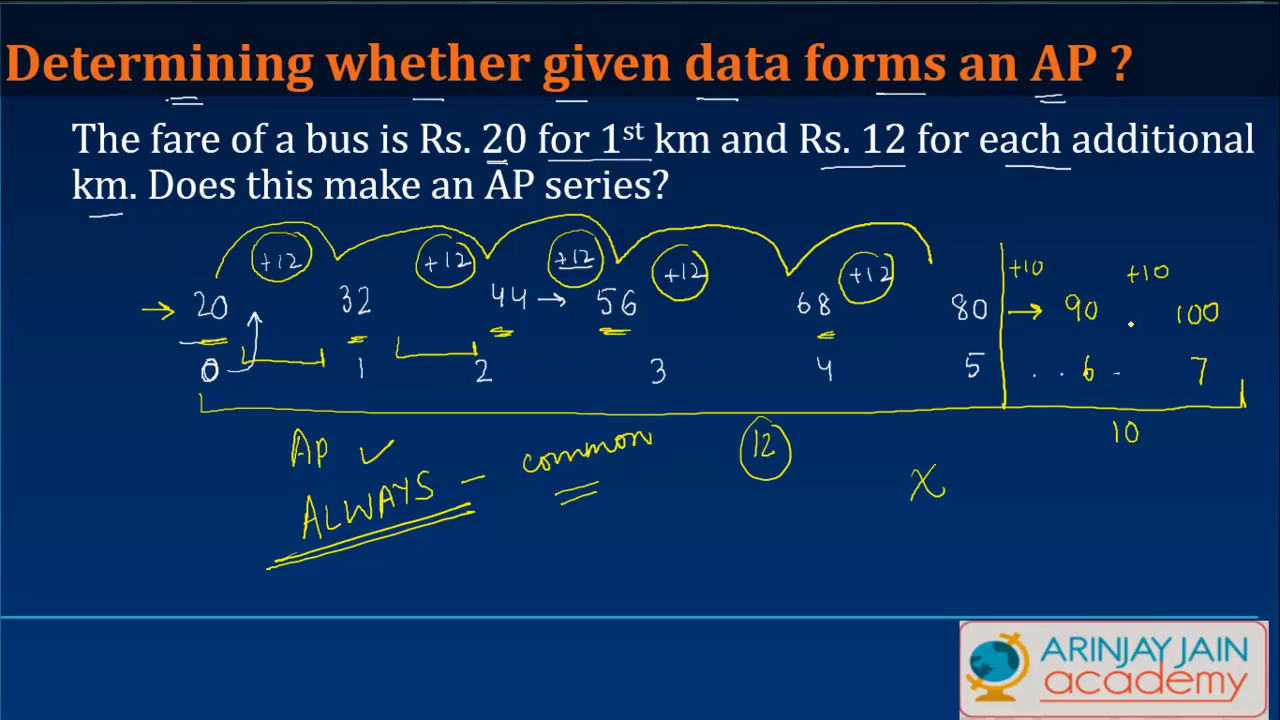 Determining whether given data forms an AP ?
The fare of a bus is Rs. 20 for 1st km and Rs. 12 for each additional
km. Does this make an AP series?
+12 +12 +12 +12 +12 +10 +10
20 32 44 → 56 68 80 → 90 . 100
0 1 2 3 4 5 . . 6 - 7
AP ✓ common 12 10
ALWAYS - X
ARINJAY JAIN
academy